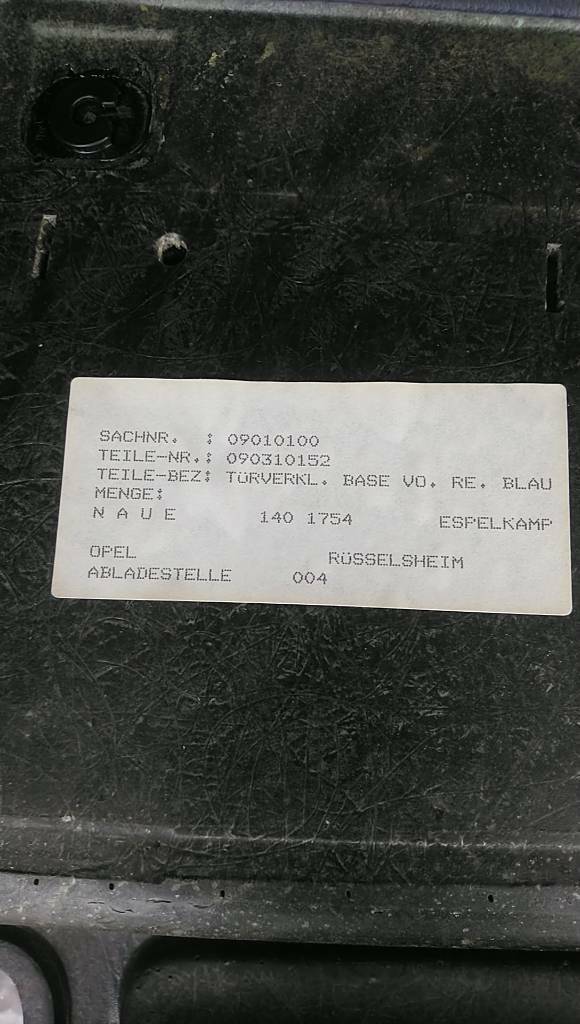 SACHNR. : 09010100
TEILE-NR.: 090310152
TEILE-BEZ: TÜRVERKL. BASE VO. RE. BLAU
MENGE:
N A U E 140 1754 ESPELKAMP
OPEL RÜSSELSHEIM
ABLADESTELLE 004